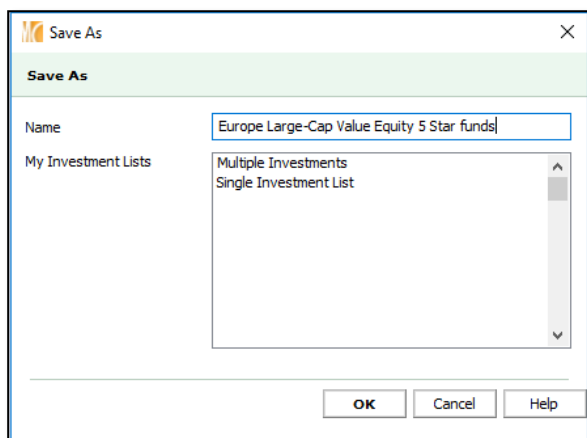 Save As
Save As
Name
Europe Large-Cap Value Equity 5 Star funds
My Investment Lists
Multiple Investments
Single Investment List
OK
Cancel
Help